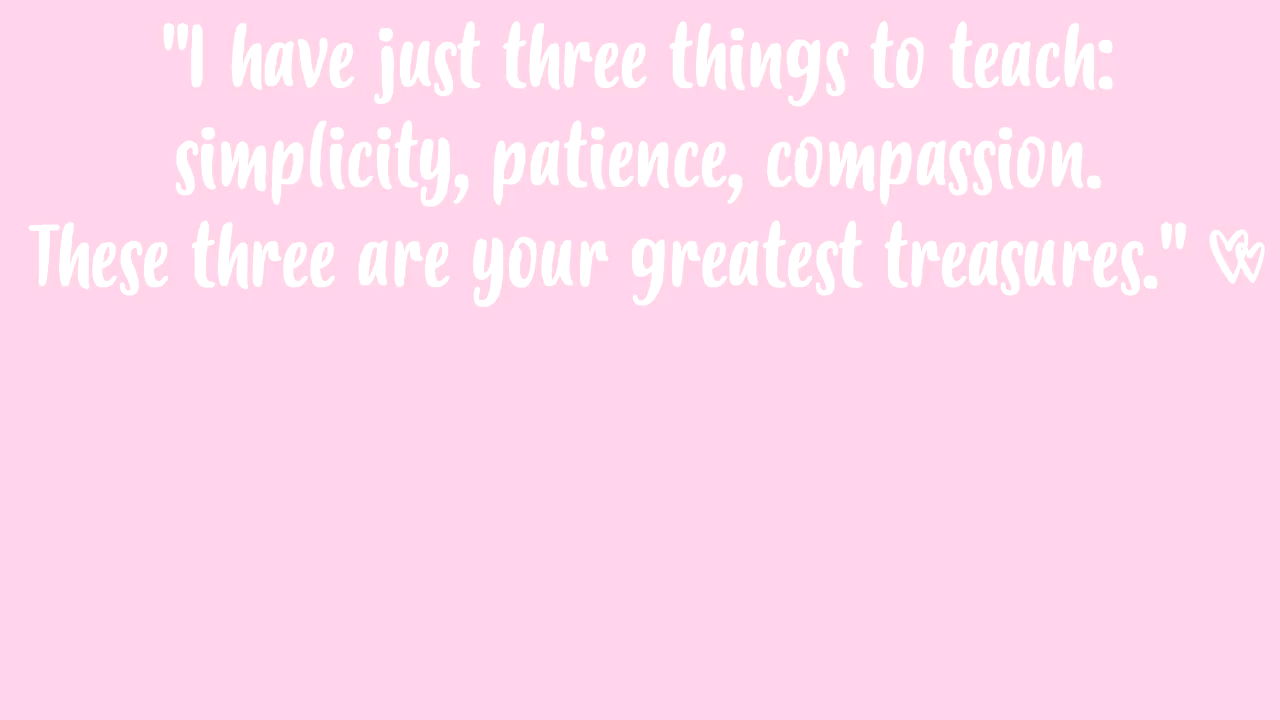 "I have just three things to teach:
simplicity, patience, compassion.
These three are your greatest treasures." 💕